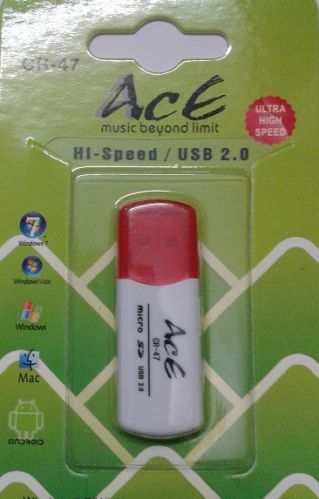 CR-47
ACE
music beyond limit
ULTRA
HIGH
SPEED
HI-Speed / USB 2.0
Windows 7
Windows Vista
Windows
Mac
ANDROID
ACE
CR-47
micro SD USB 2.0